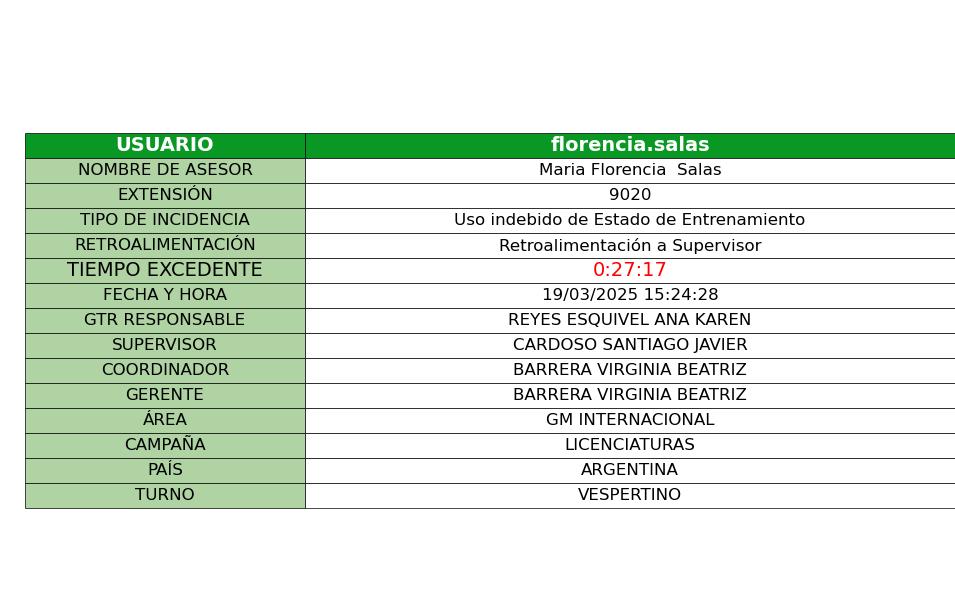 USUARIO florencia.salas
NOMBRE DE ASESOR Maria Florencia  Salas
EXTENSIÓN 9020
TIPO DE INCIDENCIA Uso indebido de Estado de Entrenamiento
RETROALIMENTACIÓN Retroalimentación a Supervisor
TIEMPO EXCEDENTE 0:27:17
FECHA Y HORA 19/03/2025 15:24:28
GTR RESPONSABLE REYES ESQUIVEL ANA KAREN
SUPERVISOR CARDOSO SANTIAGO JAVIER
COORDINADOR BARRERA VIRGINIA BEATRIZ
GERENTE BARRERA VIRGINIA BEATRIZ
ÁREA GM INTERNACIONAL
CAMPAÑA LICENCIATURAS
PAÍS ARGENTINA
TURNO VESPERTINO